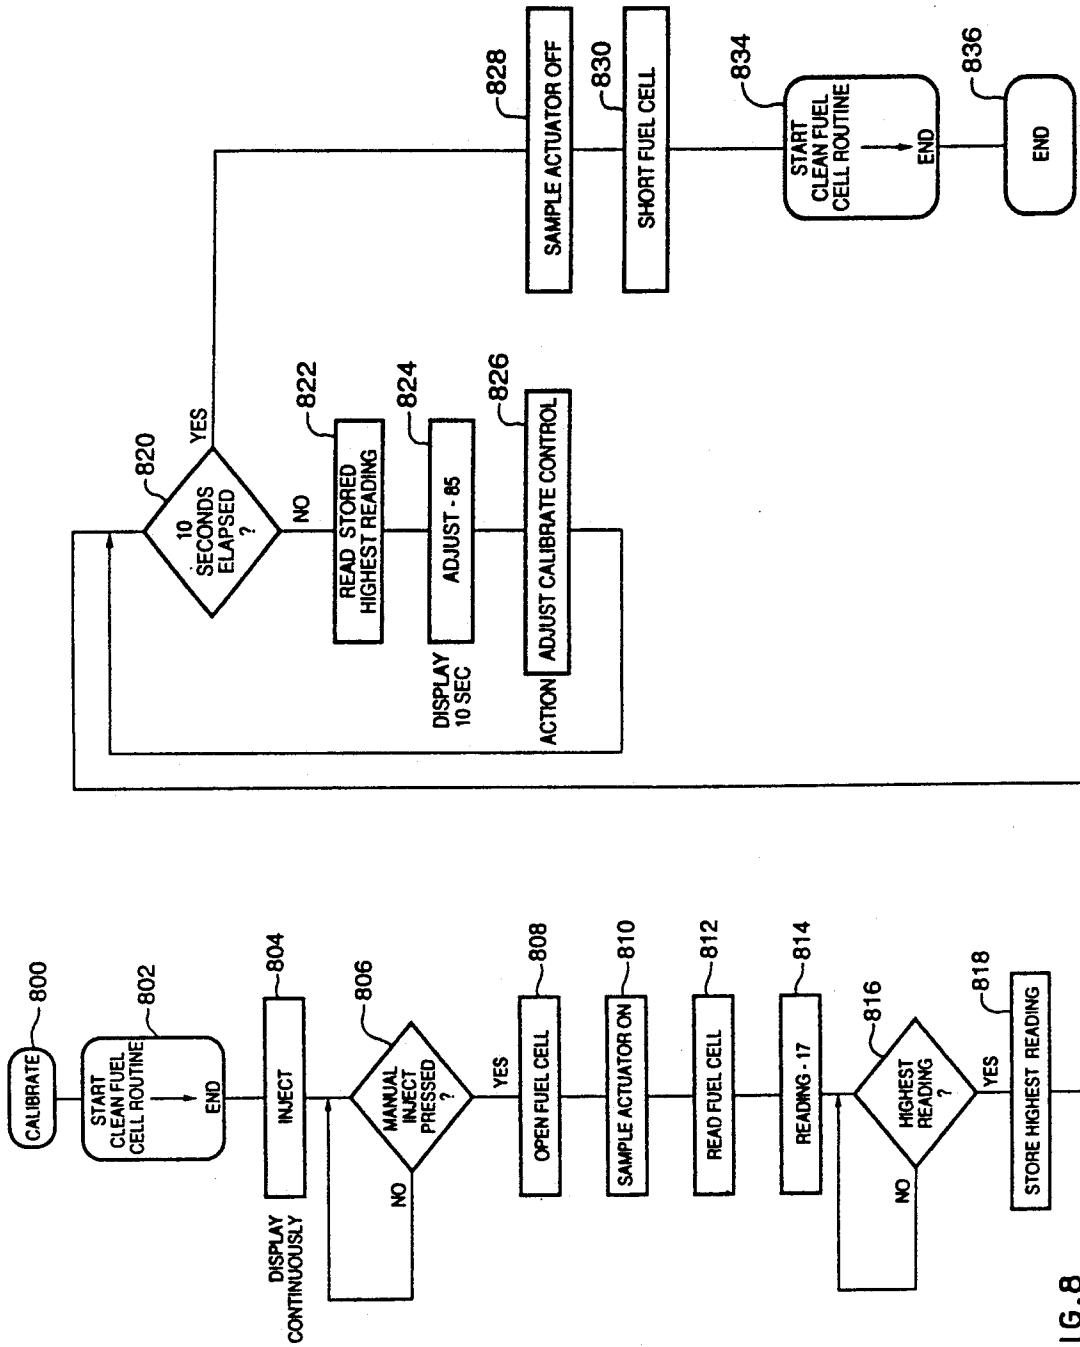 CALIBRATE
800
START
CLEAN FUEL
CELL ROUTINE
END
802
DISPLAY
CONTINUOUSLY
INJECT
804
MANUAL
INJECT
PRESSED
?
806
NO
YES
OPEN FUEL CELL
808
SAMPLE ACTUATOR ON
810
READ FUEL CELL
812
READING - 17
814
HIGHEST
READING
?
816
NO
YES
STORE HIGHEST READING
818
10
SECONDS
ELAPSED
?
820
YES
NO
READ STORED
HIGHEST READING
822
DISPLAY
10 SEC
ADJUST - 85
824
ACTION
ADJUST CALIBRATE CONTROL
826
SAMPLE ACTUATOR OFF
828
SHORT FUEL CELL
830
START
CLEAN FUEL
CELL ROUTINE
END
834
END
836
IG.8